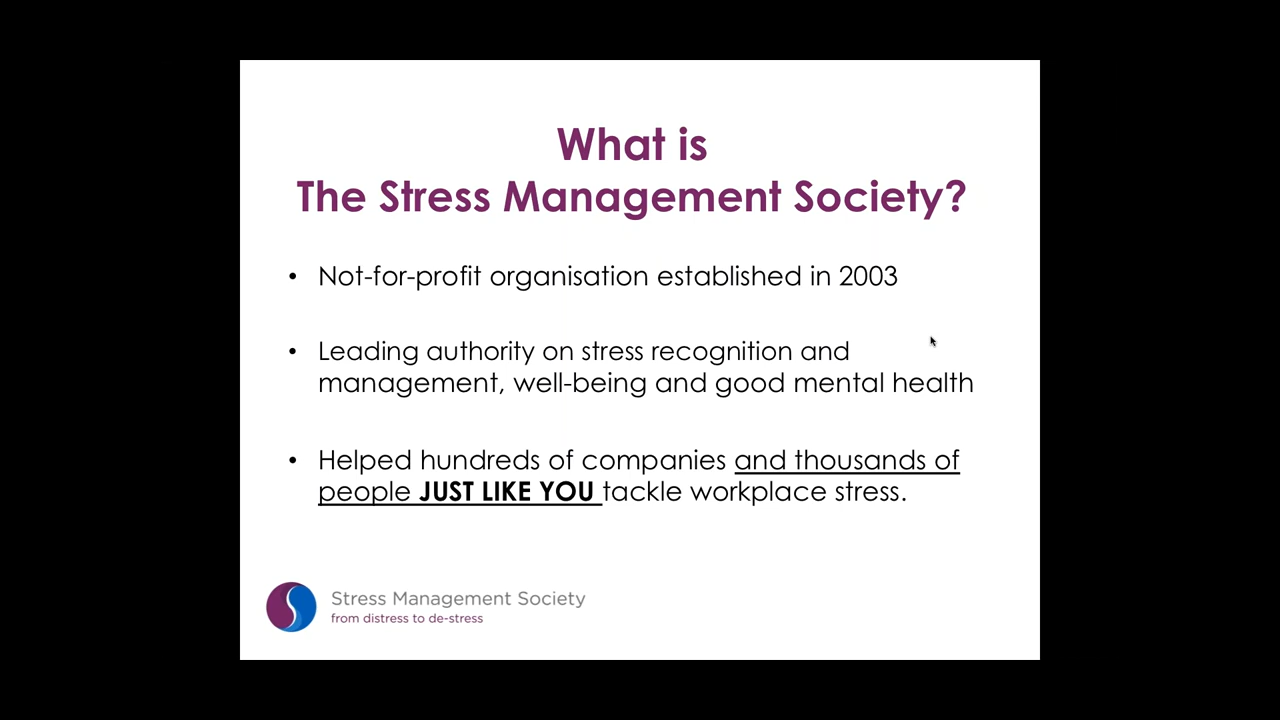 What is
The Stress Management Society?
• Not-for-profit organisation established in 2003
• Leading authority on stress recognition and
management, well-being and good mental health
• Helped hundreds of companies and thousands of
people JUST LIKE YOU tackle workplace stress.
Stress Management Society
from distress to de-stress